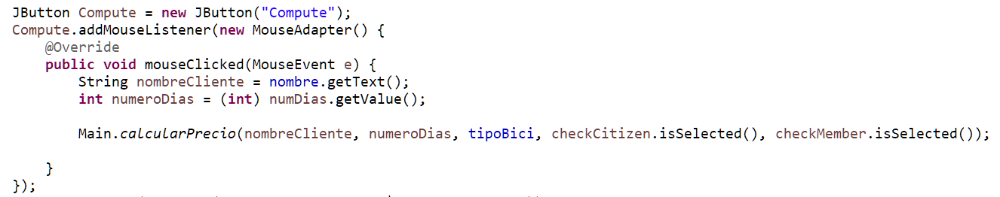 JButton Compute = new JButton("Compute");
Compute.addMouseListener(new MouseAdapter() {
@Override
public void mouseClicked(MouseEvent e) {
String nombreCliente = nombre.getText();
int numeroDias = (int) numDias.getValue();
Main.calcularPrecio(nombreCliente, numeroDias, tipoBici, checkCitizen.isSelected(), checkMember.isSelected());
}
});